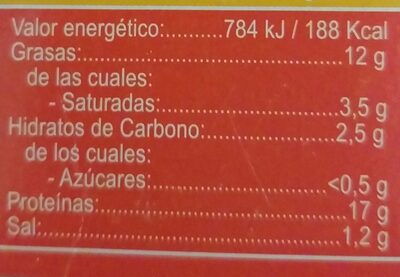 Valor energético:..........784 kJ / 188 Kcal
Grasas:..............................................12 g
de las cuales:
- Saturadas:..............................3,5 g
Hidratos de Carbono:......................2,5 g
de los cuales:
- Azúcares:..............................<0,5 g
Proteínas:..........................................17 g
Sal:....................................................1,2 g